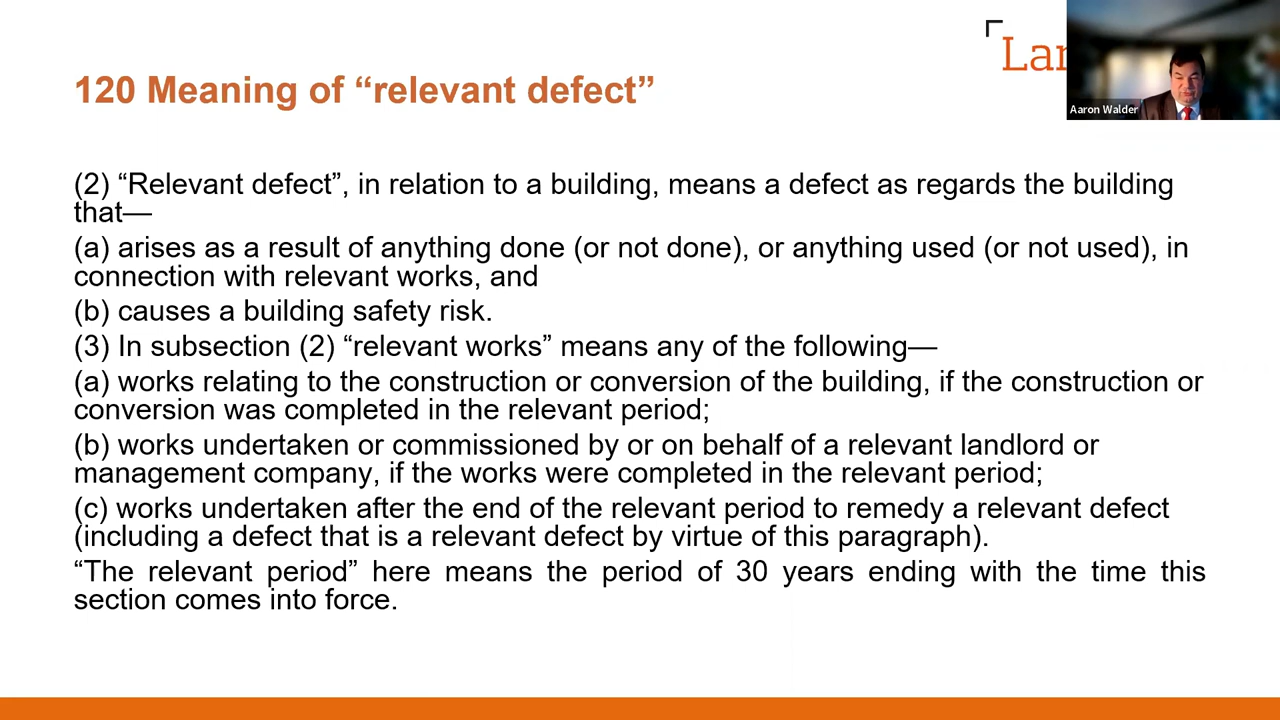 Lan
Aaron Walder
120 Meaning of “relevant defect”
(2) “Relevant defect”, in relation to a building, means a defect as regards the building
that—
(a) arises as a result of anything done (or not done), or anything used (or not used), in
connection with relevant works, and
(b) causes a building safety risk.
(3) In subsection (2) “relevant works” means any of the following—
(a) works relating to the construction or conversion of the building, if the construction or
conversion was completed in the relevant period;
(b) works undertaken or commissioned by or on behalf of a relevant landlord or
management company, if the works were completed in the relevant period;
(c) works undertaken after the end of the relevant period to remedy a relevant defect
(including a defect that is a relevant defect by virtue of this paragraph).
“The relevant period” here means the period of 30 years ending with the time this
section comes into force.